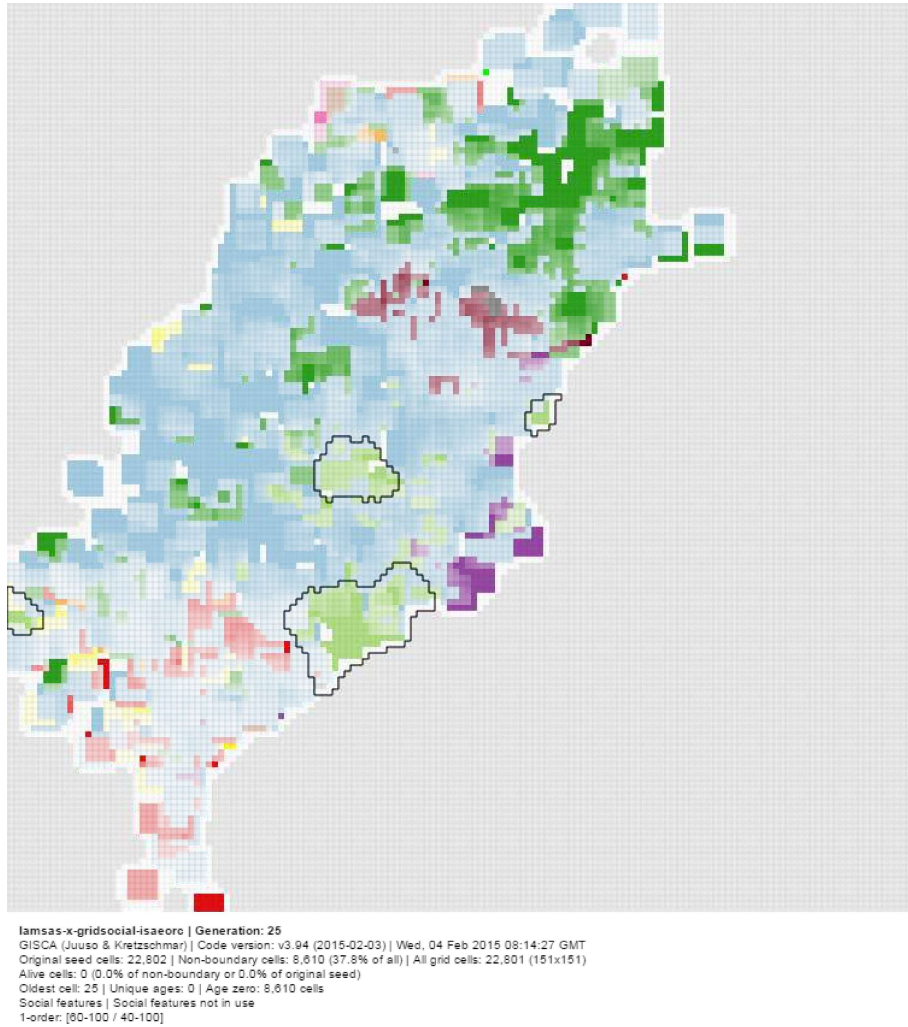 lamsas-x-gridsocial-isaeorc | Generation: 25
GISCA (Juuso & Kretzschmar) | Code version: v3.94 (2015-02-03) | Wed, 04 Feb 2015 08:14:27 GMT
Original seed cells: 22,802 | Non-boundary cells: 8,610 (37.8% of all) | All grid cells: 22,801 (151x151)
Alive cells: 0 (0.0% of non-boundary or 0.0% of original seed)
Oldest cell: 25 | Unique ages: 0 | Age zero: 8,610 cells
Social features | Social features not in use
1-order: [60-100 / 40-100]